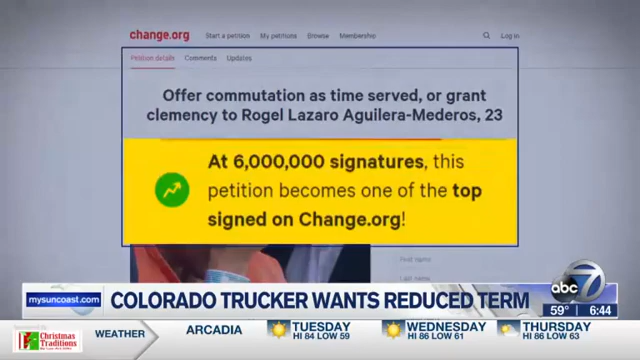 change.org Start a petition My petitions Browse Membership Log in
Petition details Comments Updates
Offer commutation as time served, or grant
clemency to Rogel Lazaro Aguilera-Mederos, 23
At 6,000,000 signatures, this
petition becomes one of the top
signed on Change.org!
First name
Last name
mysuncoast.com COLORADO TRUCKER WANTS REDUCED TERM
abc 7
59° 6:44
Christmas
Traditions
WEATHER ARCADIA TUESDAY WEDNESDAY THURSDAY
HI 84 LOW 59 HI 86 LOW 61 HI 86 LOW 63